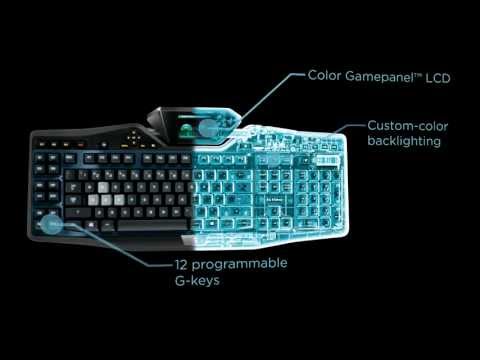 Color Gamepanel™ LCD
Custom-color
backlighting
12 programmable
G-keys